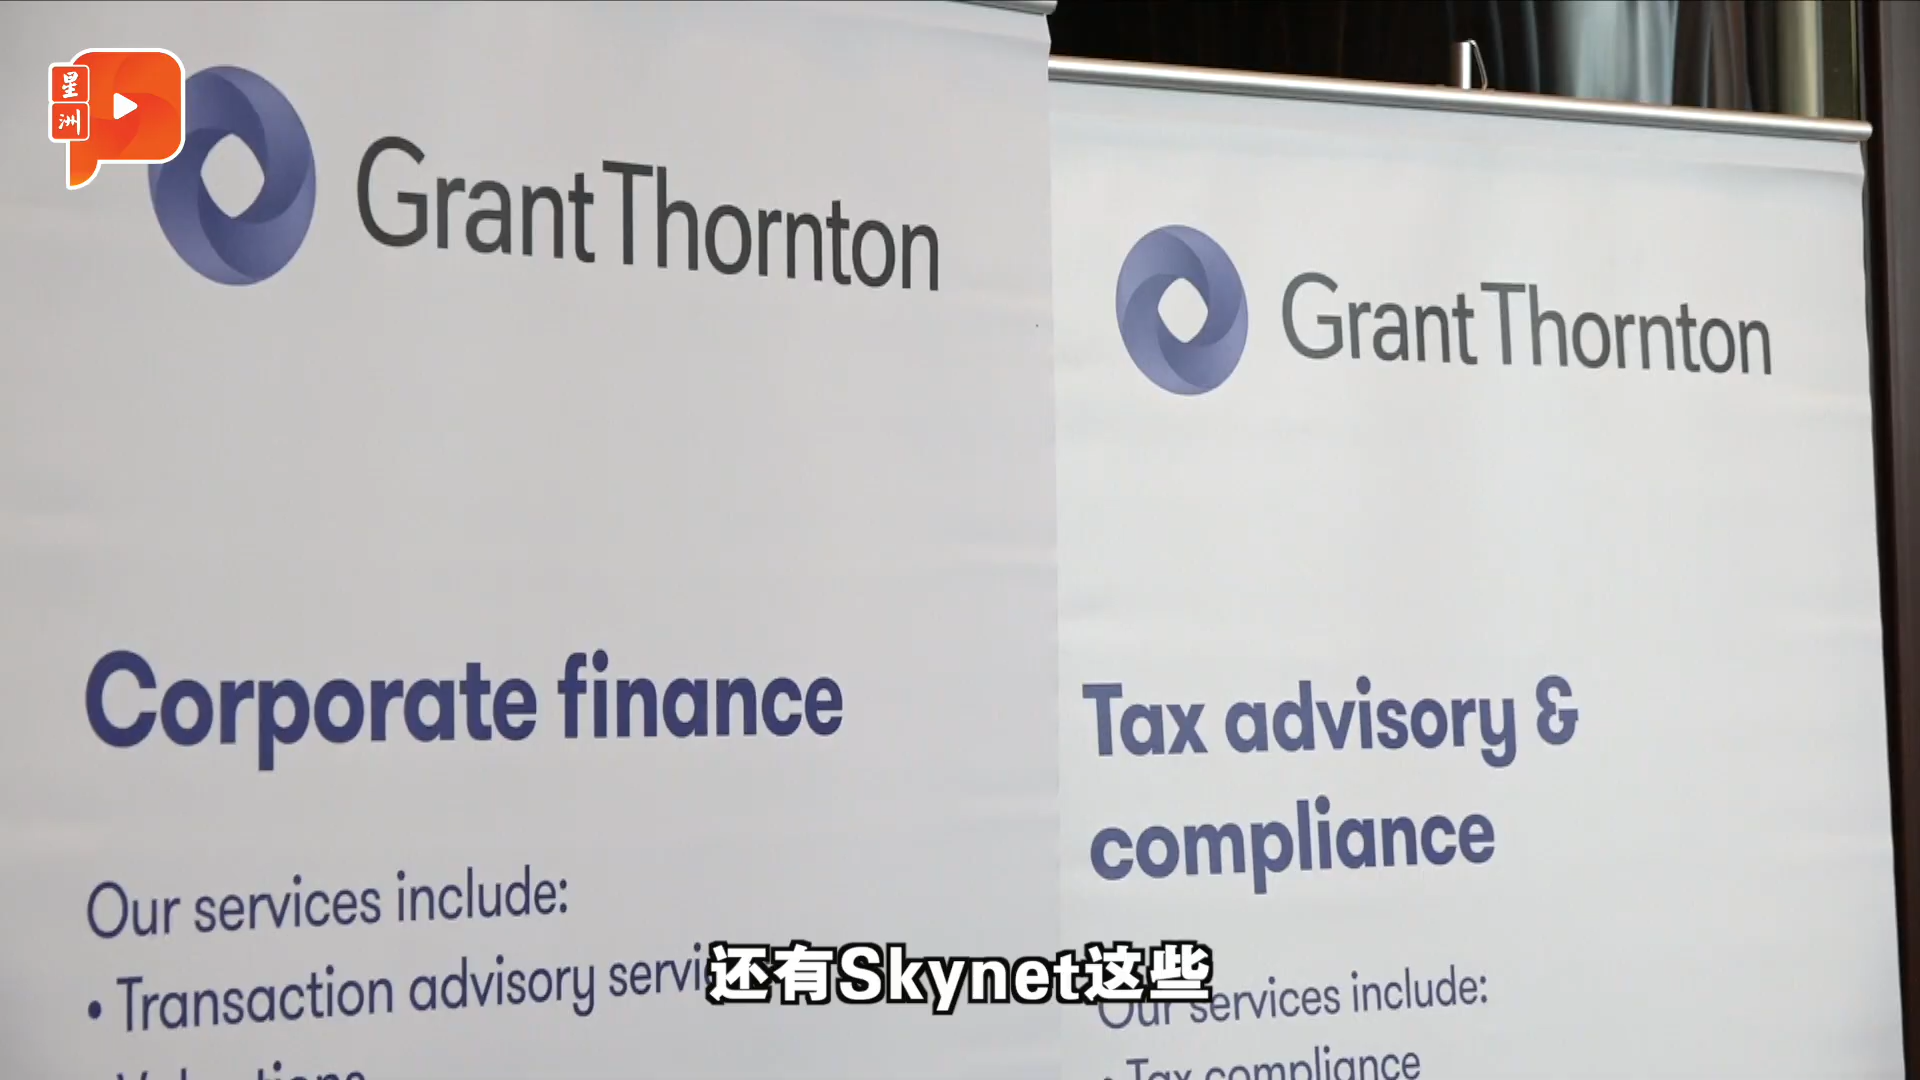 星洲
Grant Thornton
Corporate finance
Our services include:
• Transaction advisory servi
Grant Thornton
Tax advisory &
compliance
Our services include:
• Tax compliance
还有Skynet这些